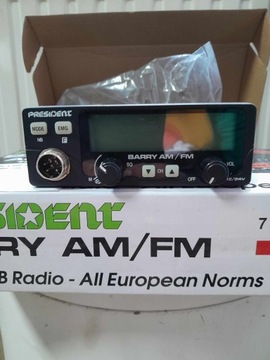 PRESIDENT
MODE EMG
NB F
BARRY AM/FM
SQ VOL
M ▼ CH ▲ OFF 12/24V
SIDENT
RY AM/FM
7
B Radio - All European Norms